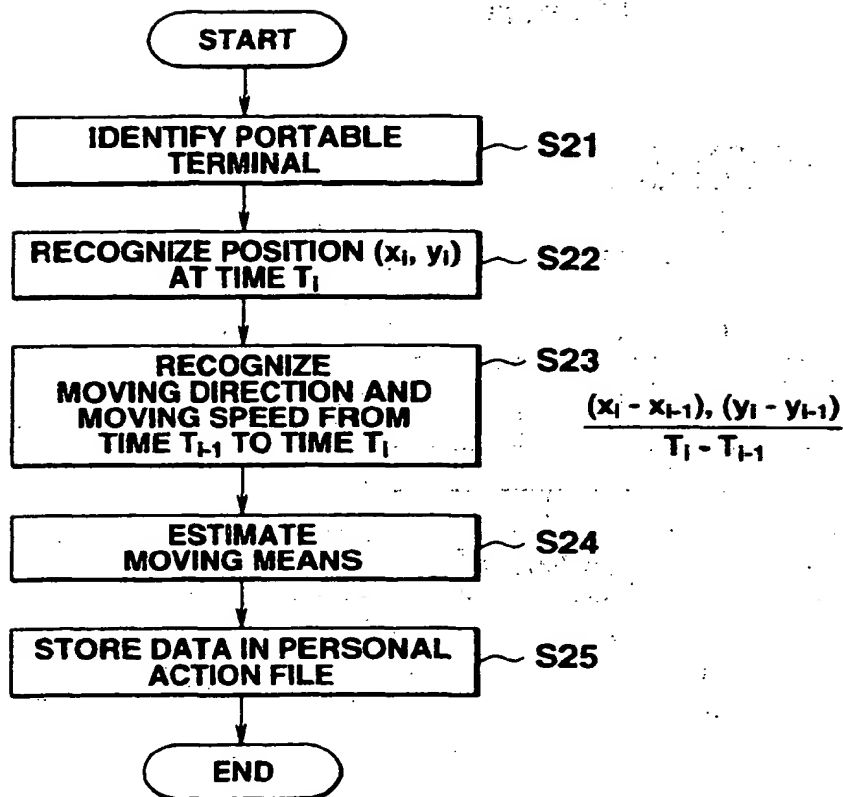 START
IDENTIFY PORTABLE
TERMINAL
S21
RECOGNIZE POSITION (xi, yi)
AT TIME Ti
S22
RECOGNIZE
MOVING DIRECTION AND
MOVING SPEED FROM
TIME Ti-1 TO TIME Ti
S23
(xi - xi-1), (yi - yi-1)
Ti - Ti-1
ESTIMATE
MOVING MEANS
S24
STORE DATA IN PERSONAL
ACTION FILE
S25
END